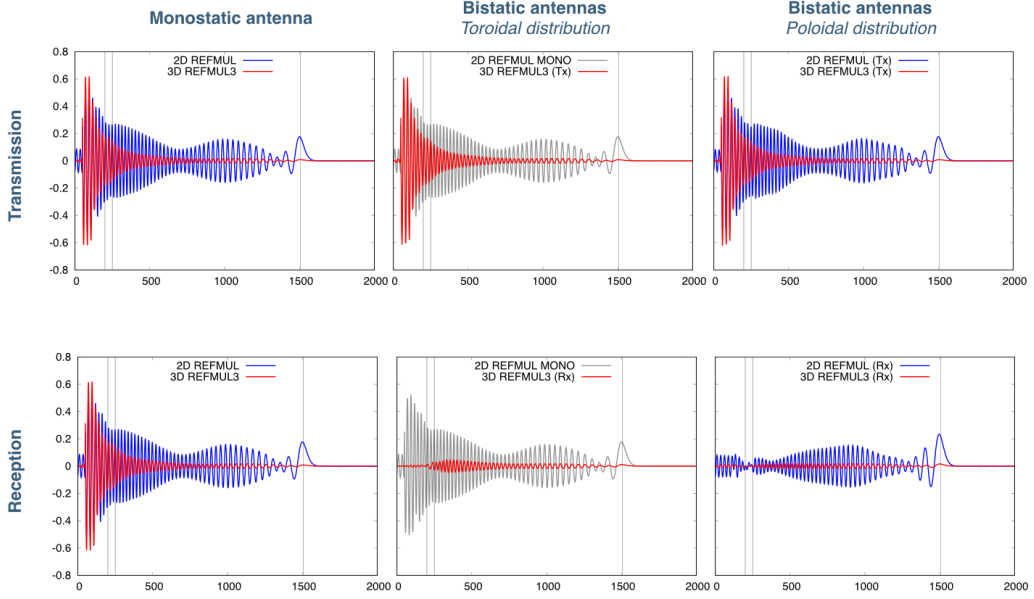 Monostatic antenna
Bistatic antennas
Toroidal distribution
Bistatic antennas
Poloidal distribution
Transmission
0.8
0.6
0.4
0.2
0
-0.2
-0.4
-0.6
-0.8
2D REFMUL
3D REFMUL3
0 500 1000 1500 2000
2D REFMUL MONO
3D REFMUL3 (Tx)
0 500 1000 1500 2000
2D REFMUL (Tx)
3D REFMUL3 (Tx)
0 500 1000 1500 2000
Reception
0.8
0.6
0.4
0.2
0
-0.2
-0.4
-0.6
-0.8
2D REFMUL
3D REFMUL3
0 500 1000 1500 2000
2D REFMUL MONO
3D REFMUL3 (Rx)
0 500 1000 1500 2000
2D REFMUL (Rx)
3D REFMUL3 (Rx)
0 500 1000 1500 2000